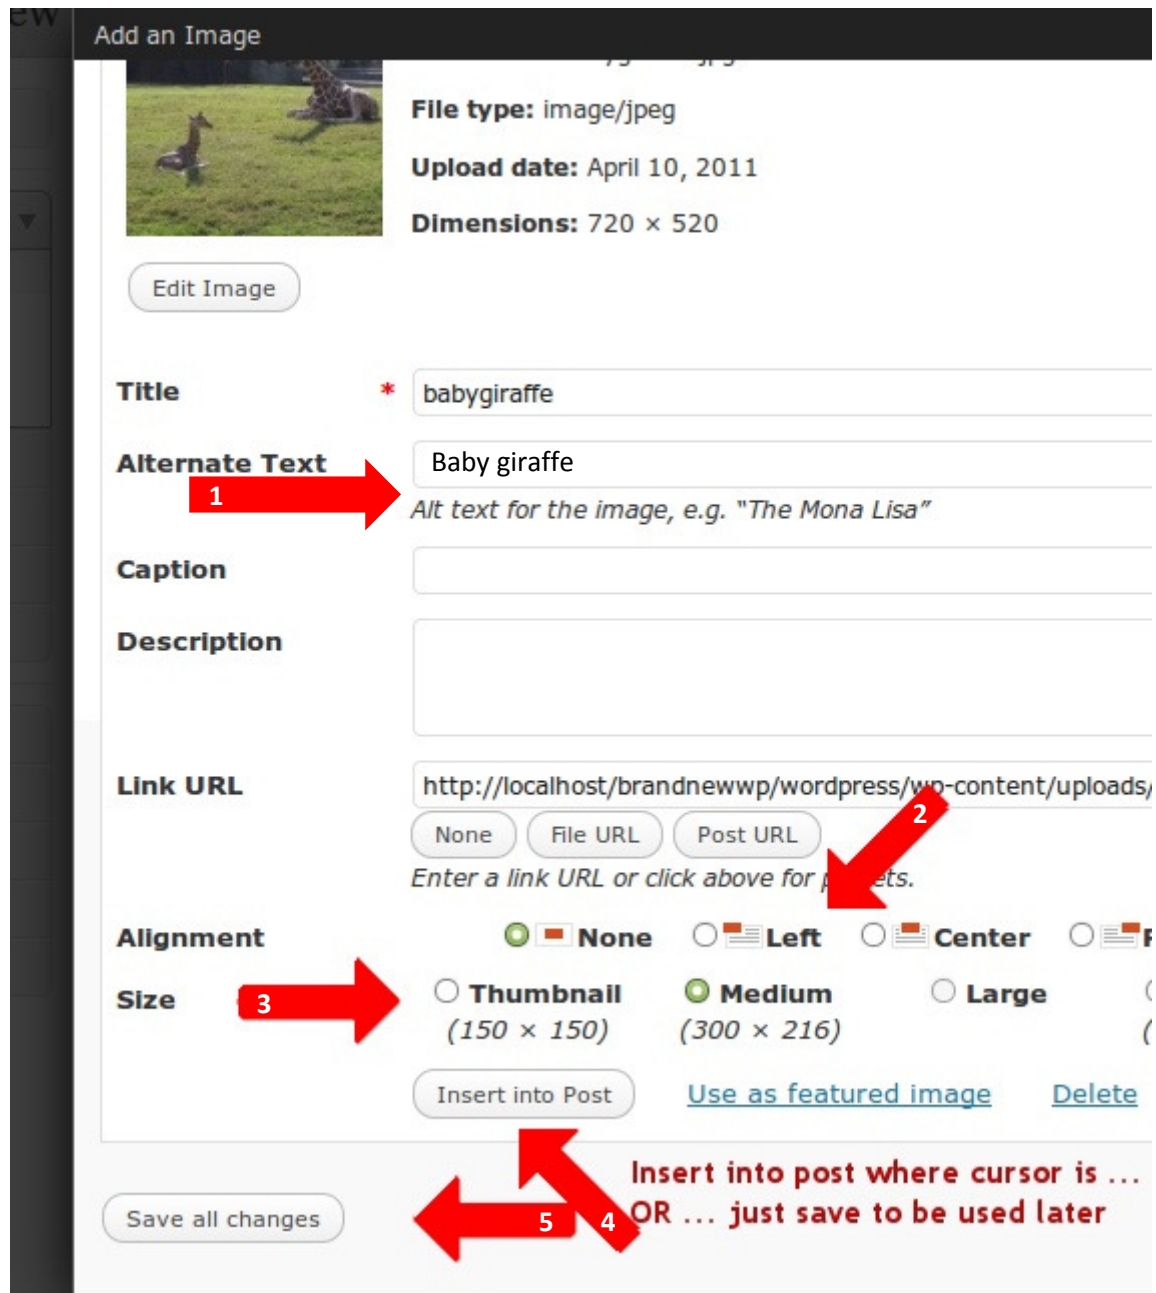 ew
Add an Image
File type: image/jpeg
Upload date: April 10, 2011
Dimensions: 720 × 520
Edit Image
Title * babygiraffe
Alternate Text Baby giraffe
1
Alt text for the image, e.g. “The Mona Lisa”
Caption
Description
Link URL http://localhost/brandnewwp/wordpress/wp-content/uploads/
2
None File URL Post URL
Enter a link URL or click above for
Alignment None Left Center
Size 3 Thumbnail Medium Large
(150 × 150) (300 × 216) (
Insert into Post Use as featured image Delete
Insert into post where cursor is ...
Save all changes 5 4 OR ... just save to be used later